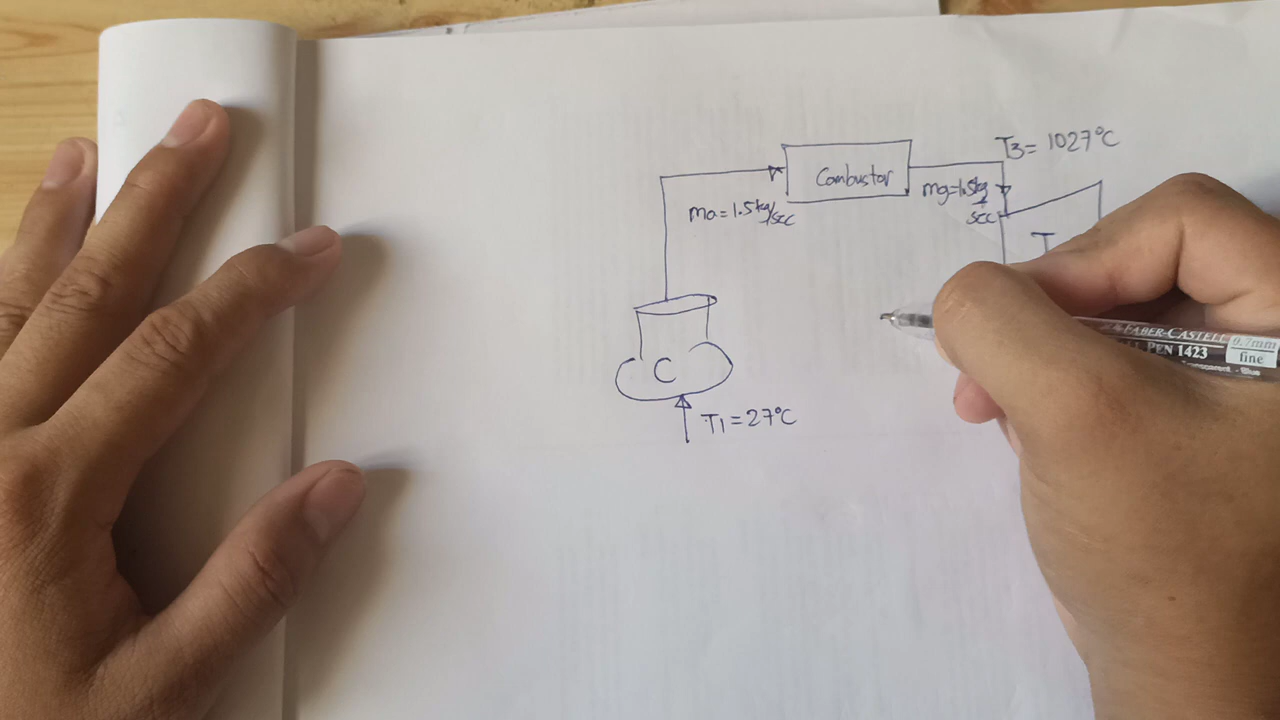 T3 = 1027°C
Combustor
mg=1.5kg/sec
ma = 1.5kg/sec
T
C
T1 = 27°C
FABER-CASTELL
PEN 1423
0.7mm
fine